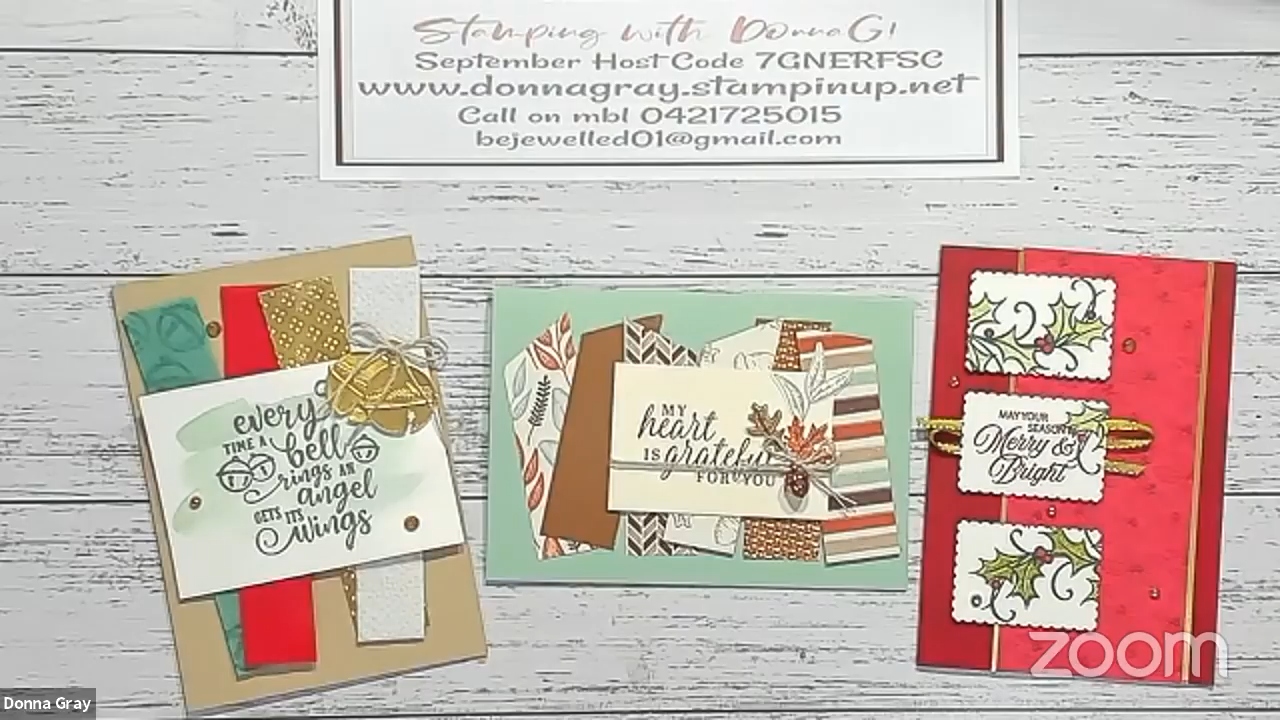 Stamping with DonnaG!
September Host Code 7GNERFSC
www.donnagray.stampinup.net
Call on mbl 0421725015
bejewelled01@gmail.com
every
TIME A
bell
rings AN
angel
GETS ITS
wings
MY
heart
IS grateful
FOR YOU
MAY YOUR
SEASON BE
Merry &
Bright
zoom
Donna Gray